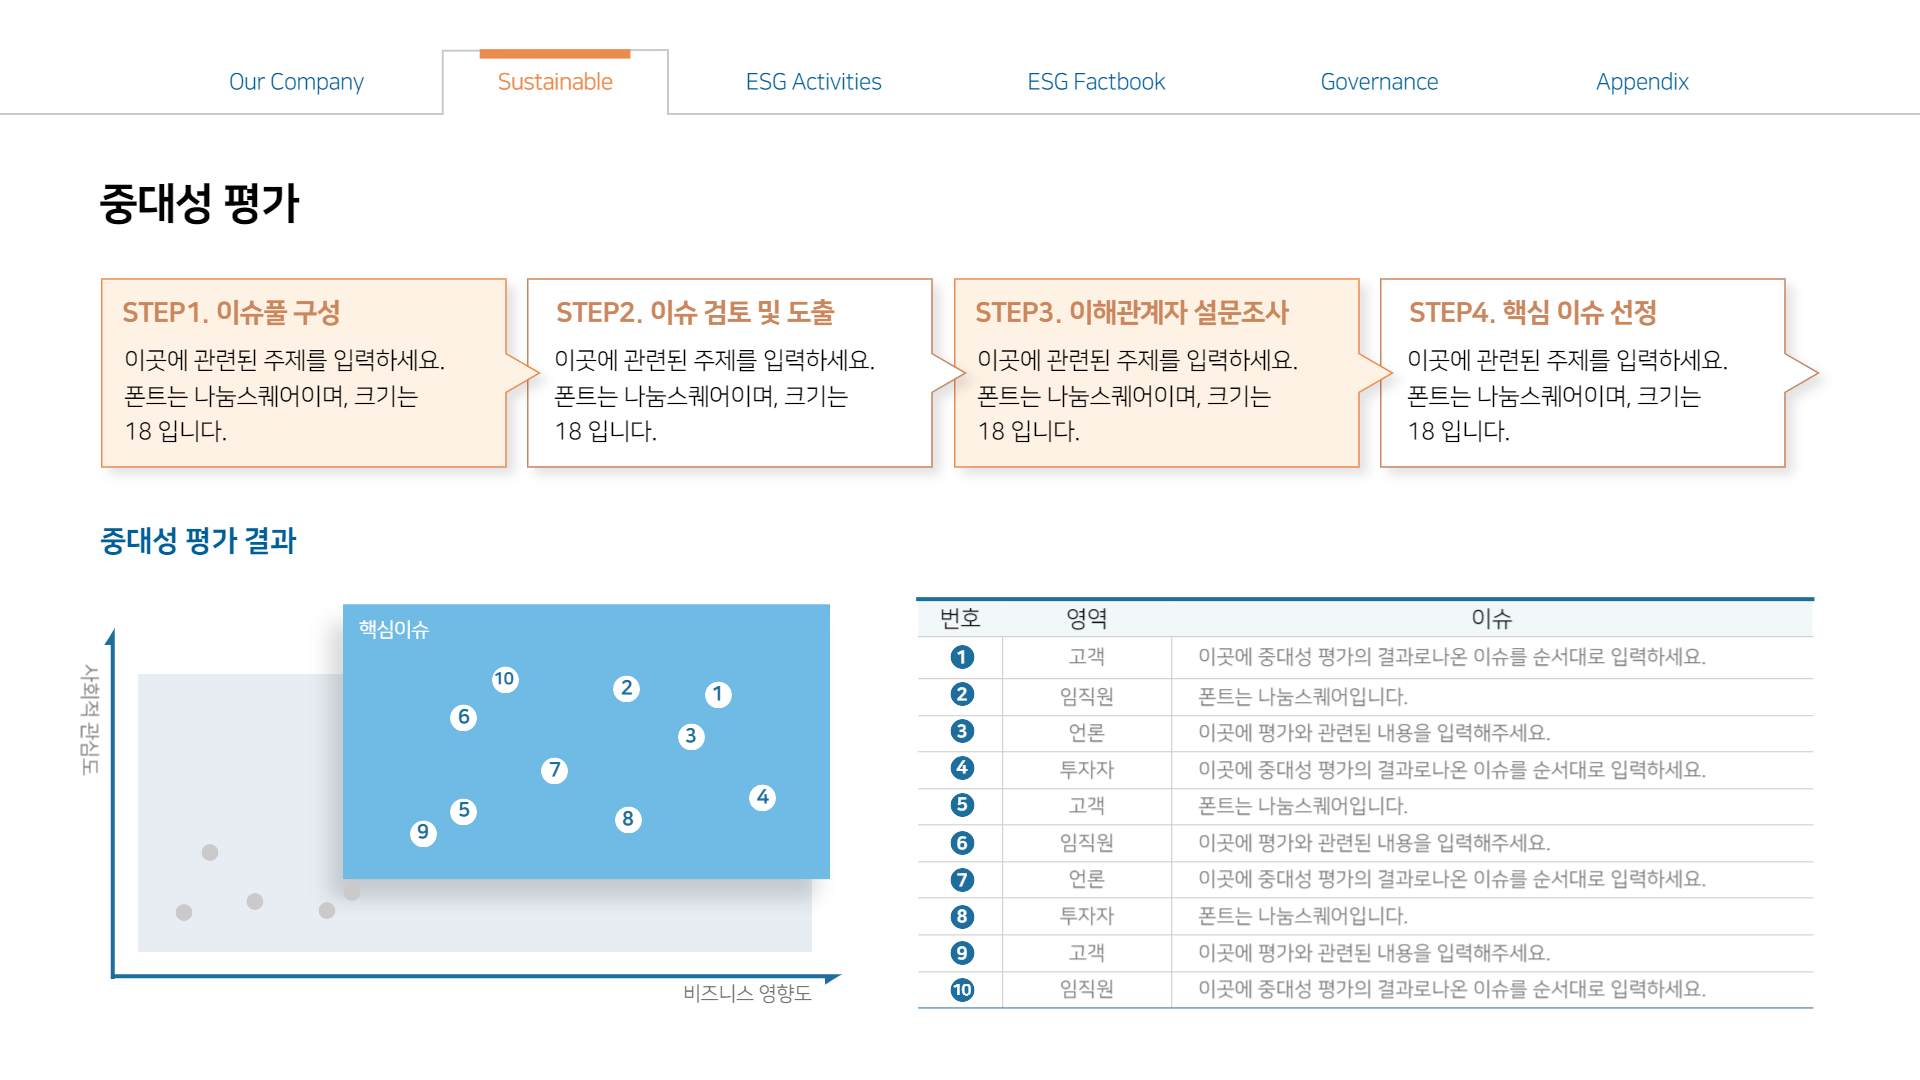 Our Company
Sustainable
ESG Activities
ESG Factbook
Governance
Appendix
중대성 평가
STEP1. 이슈풀 구성
이곳에 관련된 주제를 입력하세요.
폰트는 나눔스퀘어이며, 크기는
18 입니다.
STEP2. 이슈 검토 및 도출
이곳에 관련된 주제를 입력하세요.
폰트는 나눔스퀘어이며, 크기는
18 입니다.
STEP3. 이해관계자 설문조사
이곳에 관련된 주제를 입력하세요.
폰트는 나눔스퀘어이며, 크기는
18 입니다.
STEP4. 핵심 이슈 선정
이곳에 관련된 주제를 입력하세요.
폰트는 나눔스퀘어이며, 크기는
18 입니다.
중대성 평가 결과
사회적 관심도
핵심이슈
10
2
1
6
3
7
4
5
8
9
비즈니스 영향도
번호 영역 이슈
1 고객 이곳에 중대성 평가의 결과로나온 이슈를 순서대로 입력하세요.
2 임직원 폰트는 나눔스퀘어입니다.
3 언론 이곳에 평가와 관련된 내용을 입력해주세요.
4 투자자 이곳에 중대성 평가의 결과로나온 이슈를 순서대로 입력하세요.
5 고객 폰트는 나눔스퀘어입니다.
6 임직원 이곳에 평가와 관련된 내용을 입력해주세요.
7 언론 이곳에 중대성 평가의 결과로나온 이슈를 순서대로 입력하세요.
8 투자자 폰트는 나눔스퀘어입니다.
9 고객 이곳에 평가와 관련된 내용을 입력해주세요.
10 임직원 이곳에 중대성 평가의 결과로나온 이슈를 순서대로 입력하세요.